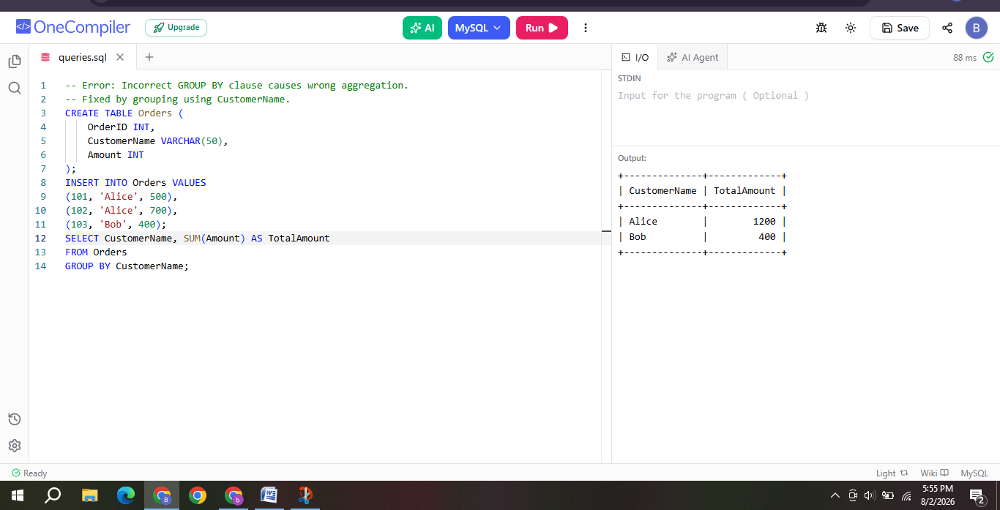 OneCompiler
Upgrade
AI
MySQL
Run
Save
B
queries.sql
I/O
AI Agent
88 ms
1 -- Error: Incorrect GROUP BY clause causes wrong aggregation.
2 -- Fixed by grouping using CustomerName.
3 CREATE TABLE Orders (
4 OrderID INT,
5 CustomerName VARCHAR(50),
6 Amount INT
7 );
8 INSERT INTO Orders VALUES
9 (101, 'Alice', 500),
10 (102, 'Alice', 700),
11 (103, 'Bob', 400);
12 SELECT CustomerName, SUM(Amount) AS TotalAmount
13 FROM Orders
14 GROUP BY CustomerName;
STDIN
Input for the program ( Optional )
Output:
+--------------+-------------+
| CustomerName | TotalAmount |
+--------------+-------------+
| Alice        |        1200 |
| Bob          |         400 |
+--------------+-------------+
Ready
Light
Wiki
MySQL
5:55 PM
8/2/2026
2